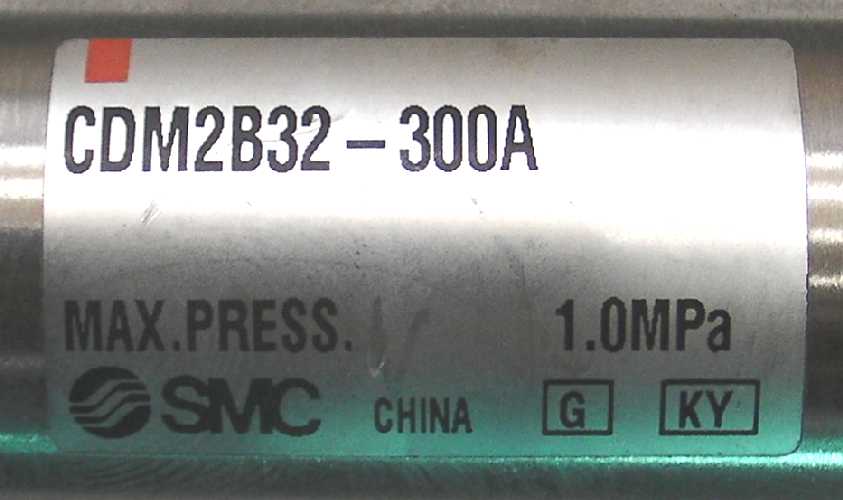 CDM2B32-300A
MAX.PRESS. 1.0MPa
SMC CHINA G KY